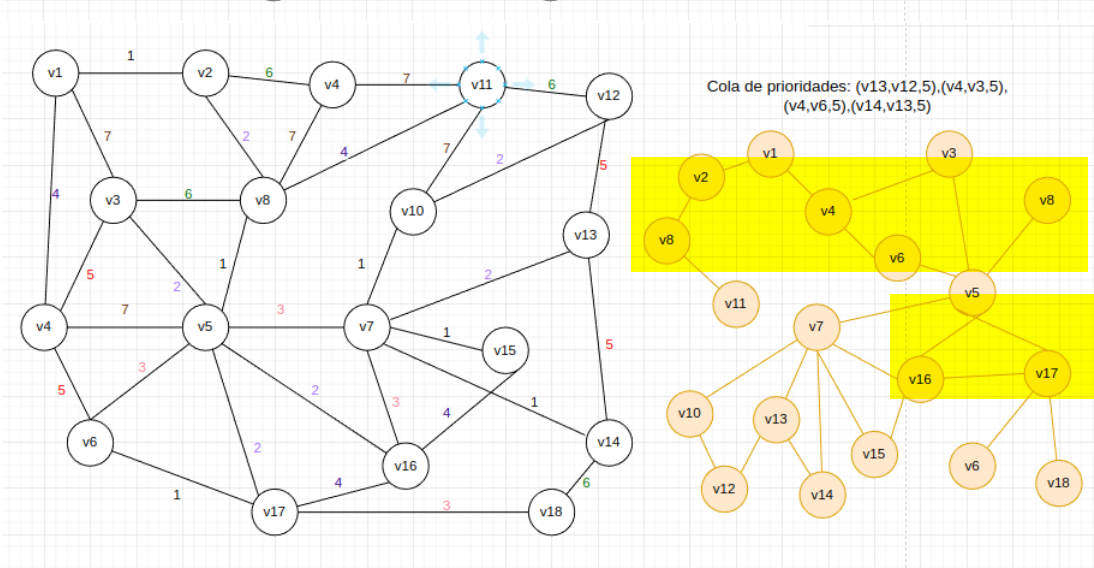 1
v1
v2
6
v4
7
v11
6
v12
Cola de prioridades: (v13,v12,5),(v4,v3,5),
(v4,v6,5),(v14,v13,5)
7
2
7
4
7
2
5
v1
v3
4
v3
6
v8
v10
v2
v4
v8
v13
v8
v6
5
2
1
1
2
v5
v11
v4
7
v5
3
v7
1
v15
5
v7
3
5
2
3
4
1
v16
v17
v10
v13
v6
2
v16
v14
v15
v6
1
4
6
v12
v14
v18
v17
3
v18